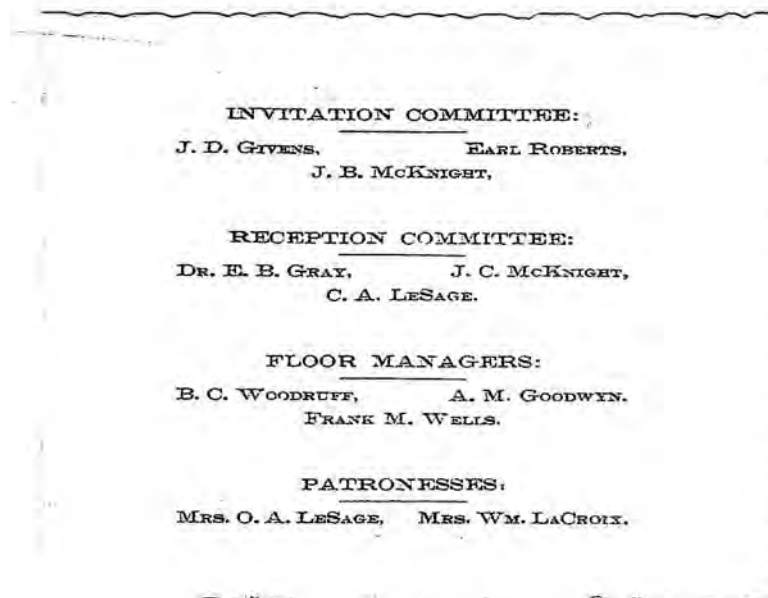 INVITATION COMMITTEE:
J. D. GIVENS, EARL ROBERTS,
J. B. MCKNIGHT,
RECEPTION COMMITTEE:
DR. E. B. GRAY, J. C. MCKNIGHT,
C. A. LESAGE.
FLOOR MANAGERS:
B. C. WOODRUFF, A. M. GOODWYN.
FRANK M. WELLS.
PATRONESSES:
MRS. O. A. LESAGE, MRS. WM. LACROIX.